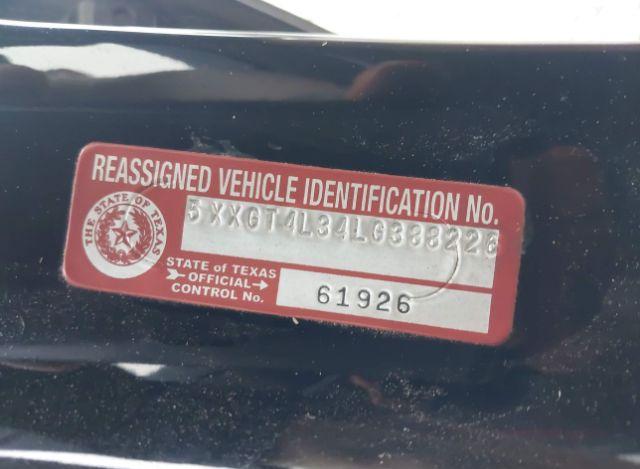 REASSIGNED VEHICLE IDENTIFICATION No.
THE STATE OF TEXAS
5XXGT4L34LG388226
STATE of TEXAS
OFFICIAL
CONTROL No.
61926